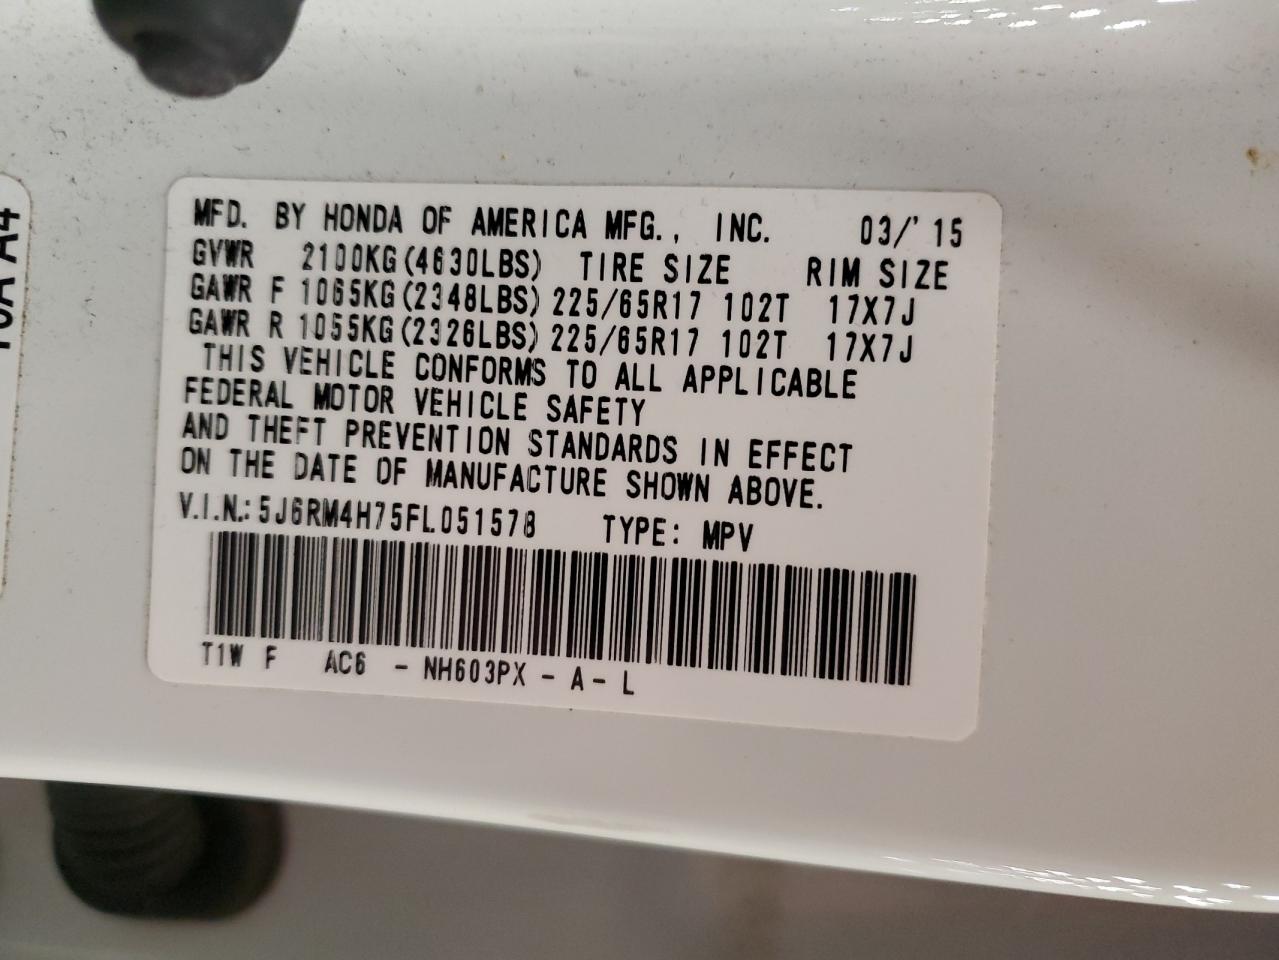 MFD. BY HONDA OF AMERICA MFG., INC. 03/'15
GVWR 2100KG(4630LBS) TIRE SIZE RIM SIZE
GAWR F 1065KG(2348LBS) 225/65R17 102T 17X7J
GAWR R 1055KG(2326LBS) 225/65R17 102T 17X7J
THIS VEHICLE CONFORMS TO ALL APPLICABLE
FEDERAL MOTOR VEHICLE SAFETY
AND THEFT PREVENTION STANDARDS IN EFFECT
ON THE DATE OF MANUFACTURE SHOWN ABOVE.
V.I.N.: 5J6RM4H75FL051578 TYPE: MPV
T1W F AC6 - NH603PX - A - L